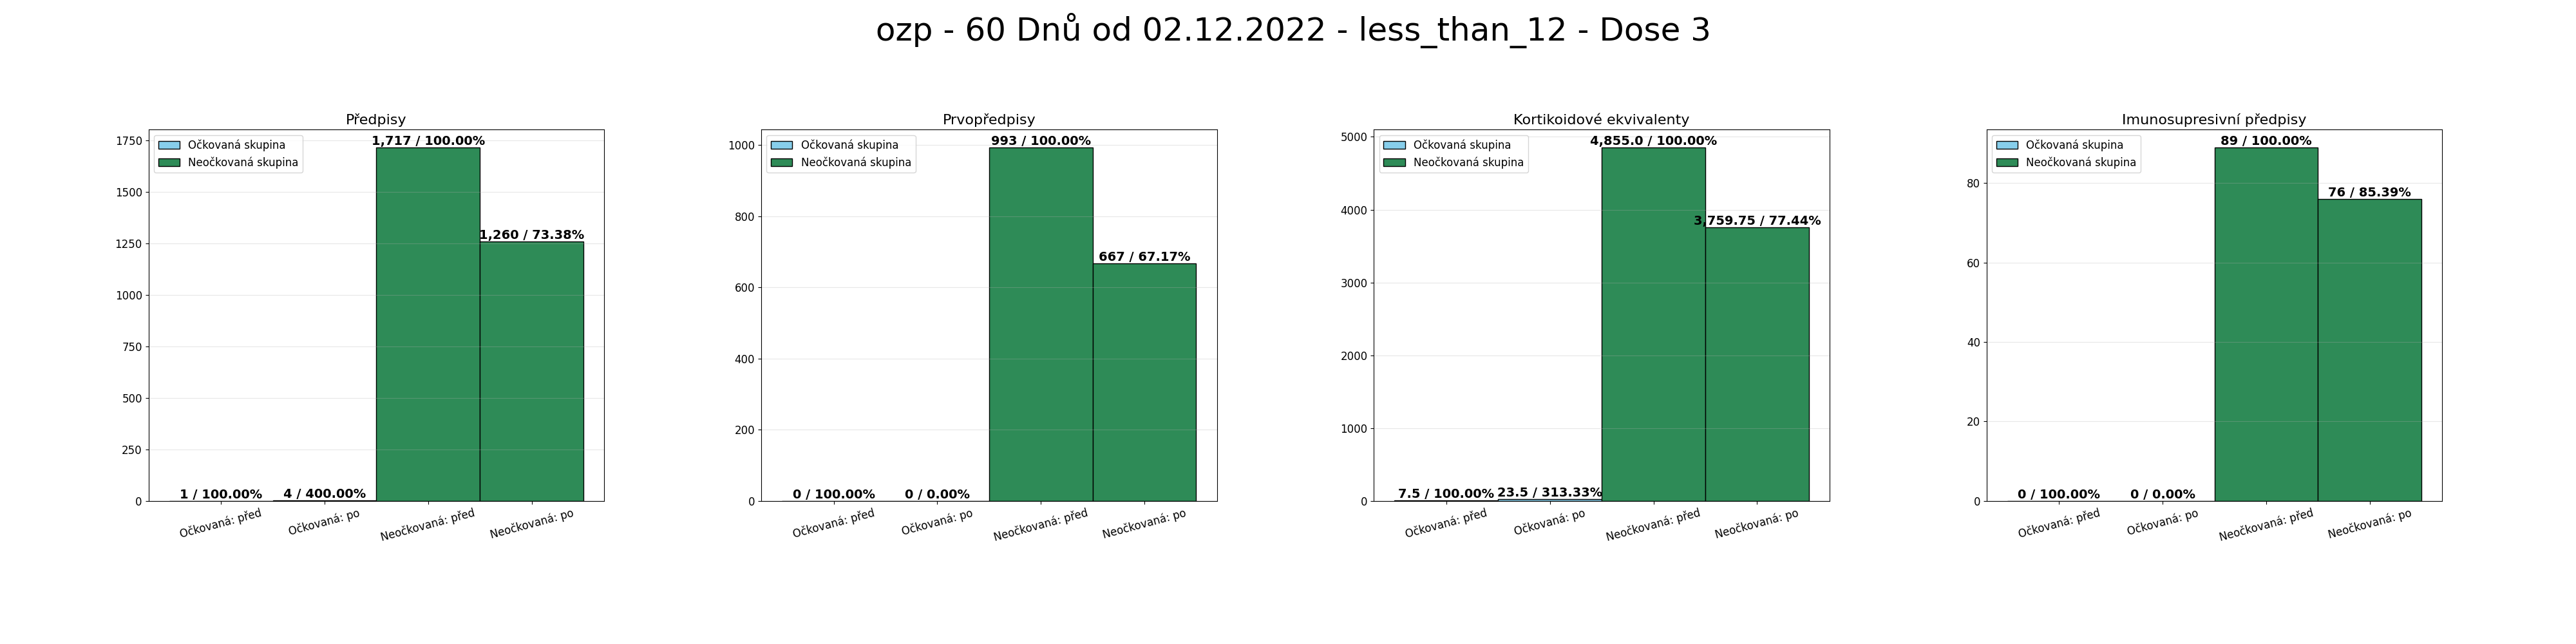 ozp - 60 Dnů od 02.12.2022 - less_than_12 - Dose 3
Předpisy
1750
1500
1250
1000
750
500
250
0
Očkovaná skupina
Neočkovaná skupina
1 / 100.00%
4 / 400.00%
1,717 / 100.00%
1,260 / 73.38%
Očkovaná: před
Očkovaná: po
Neočkovaná: před
Neočkovaná: po
Prvopředpisy
1000
800
600
400
200
0
Očkovaná skupina
Neočkovaná skupina
0 / 100.00%
0 / 0.00%
993 / 100.00%
667 / 67.17%
Očkovaná: před
Očkovaná: po
Neočkovaná: před
Neočkovaná: po
Kortikoidové ekvivalenty
5000
4000
3000
2000
1000
0
Očkovaná skupina
Neočkovaná skupina
7.5 / 100.00%
23.5 / 313.33%
4,855.0 / 100.00%
3,759.75 / 77.44%
Očkovaná: před
Očkovaná: po
Neočkovaná: před
Neočkovaná: po
Imunosupresivní předpisy
80
60
40
20
0
Očkovaná skupina
Neočkovaná skupina
0 / 100.00%
0 / 0.00%
89 / 100.00%
76 / 85.39%
Očkovaná: před
Očkovaná: po
Neočkovaná: před
Neočkovaná: po